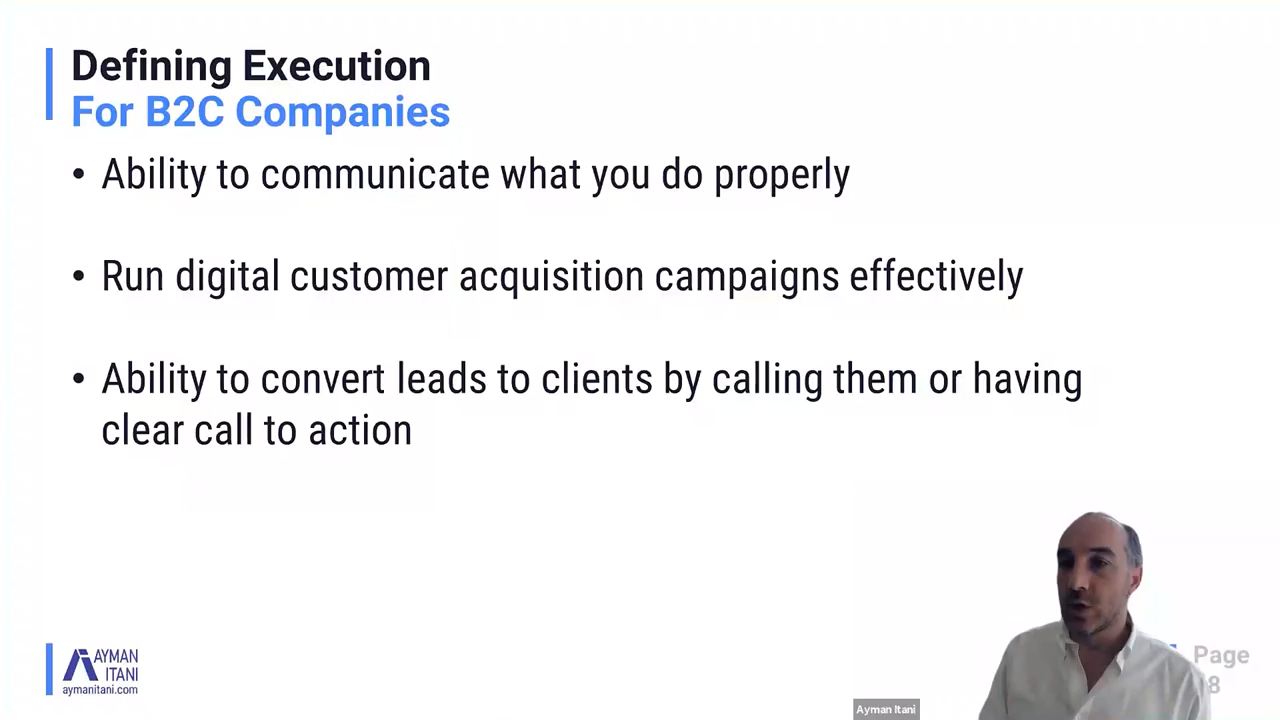 Defining Execution
For B2C Companies
• Ability to communicate what you do properly
• Run digital customer acquisition campaigns effectively
• Ability to convert leads to clients by calling them or having
clear call to action
AYMAN
ITANI
aymanitani.com
Ayman Itani
Page
8